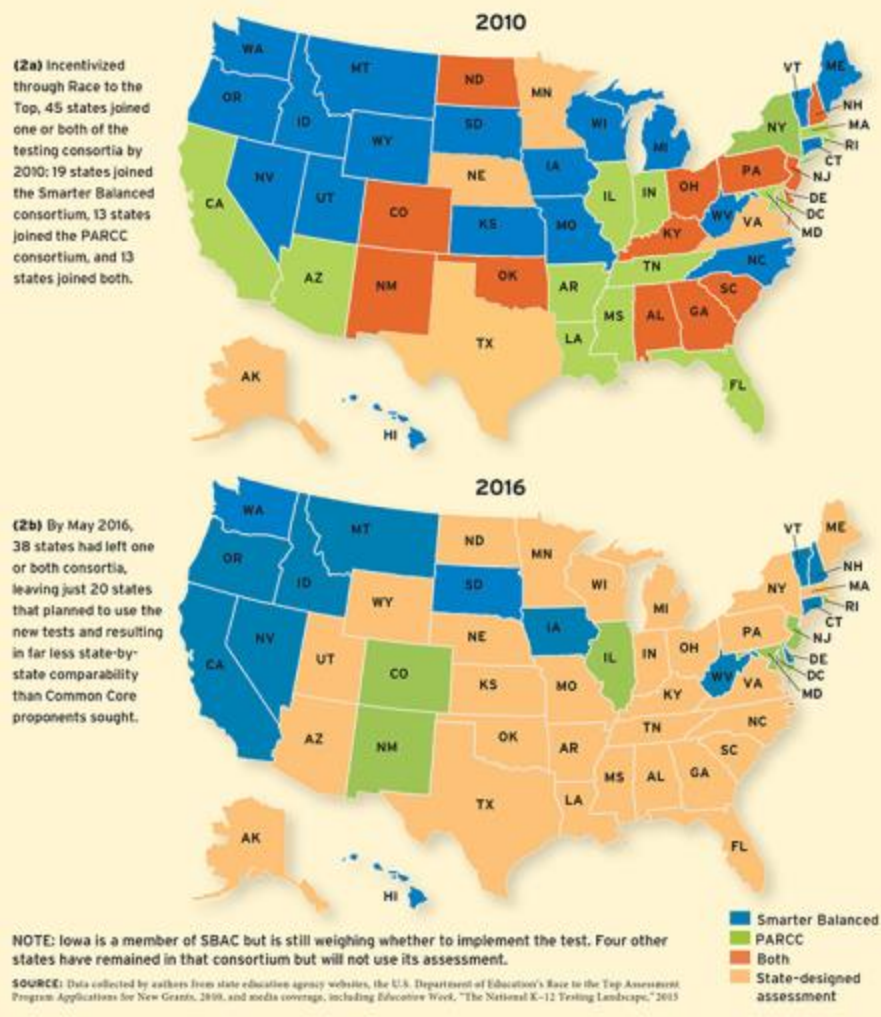 2010
(2a) Incentivized
through Race to the
Top, 45 states joined
one or both of the
testing consortia by
2010: 19 states joined
the Smarter Balanced
consortium, 13 states
joined the PARCC
consortium, and 13
states joined both.
WA
MT
ND
MN
VT
ME
OR
ID
WY
SD
WI
MI
NY
NH
MA
RI
CT
NJ
DE
DC
MD
NV
UT
NE
IA
IL
IN
OH
PA
WV
VA
CA
CO
KS
MO
KY
NC
AZ
NM
OK
AR
TN
SC
MS
AL
GA
TX
LA
FL
AK
HI
2016
(2b) By May 2016,
38 states had left one
or both consortia,
leaving just 20 states
that planned to use the
new tests and resulting
in far less state-by-
state comparability
than Common Core
proponents sought.
WA
MT
ND
MN
VT
ME
OR
ID
WY
SD
WI
MI
NY
NH
MA
RI
CT
NJ
DE
DC
MD
NV
UT
NE
IA
IL
IN
OH
PA
WV
VA
CA
CO
KS
MO
KY
NC
AZ
NM
OK
AR
TN
SC
MS
AL
GA
TX
LA
FL
AK
HI
Smarter Balanced
PARCC
Both
State-designed
assessment
NOTE: Iowa is a member of SBAC but is still weighing whether to implement the test. Four other
states have remained in that consortium but will not use its assessment.
SOURCE: Data collected by authors from state education agency websites, the U.S. Department of Education's Race to the Top Assessment
Program Applications for New Grants, 2010, and media coverage, including Education Week, "The National K-12 Testing Landscape," 2015